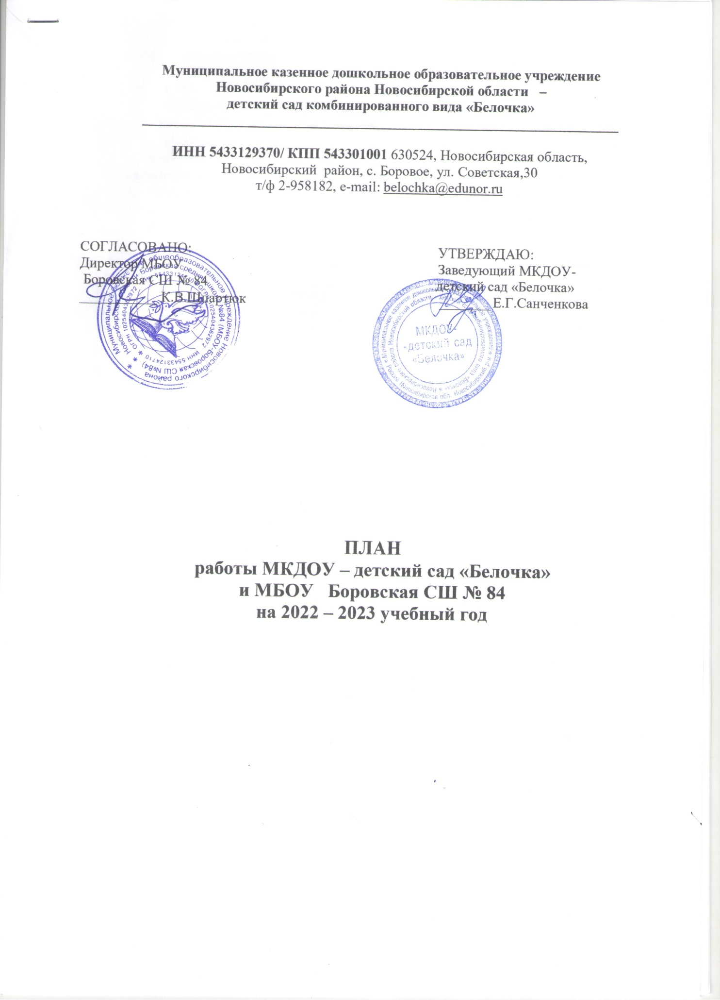 Муниципальное казенное дошкольное образовательное учреждение
Новосибирского района Новосибирской области –
детский сад комбинированного вида «Белочка»
ИНН 5433129370/ КПП 543301001 630524, Новосибирская область,
Новосибирский район, с. Боровое, ул. Советская,30
т/ф 2-958182, e-mail: belochka@edunor.ru
СОГЛАСОВАНО:
Директор МБОУ
Боровская СШ № 84
____________К.В.Шпартюк
УТВЕРЖДАЮ:
Заведующий МКДОУ-
детский сад «Белочка»
________Е.Г.Санченкова
МКДОУ-
-детский сад
«Белочка»
ПЛАН
работы МКДОУ – детский сад «Белочка»
и МБОУ Боровская СШ № 84
на 2022 – 2023 учебный год